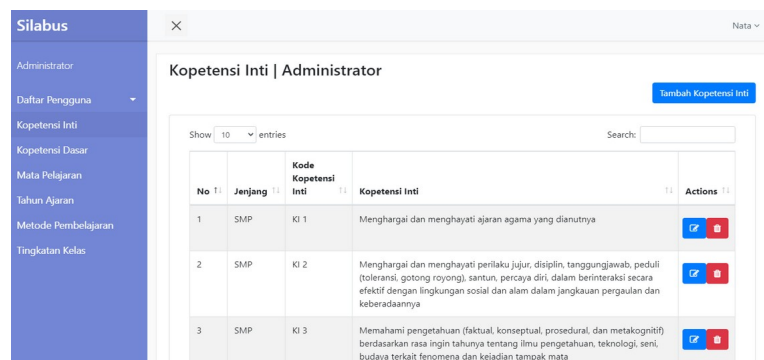 Silabus
Nata
Administrator
Daftar Pengguna
Kopetensi Inti
Kopetensi Dasar
Mata Pelajaran
Tahun Ajaran
Metode Pembelajaran
Tingkatan Kelas
Kopetensi Inti | Administrator
Tambah Kopetensi Inti
Show 10 entries
Search:
No
Jenjang
Kode
Kopetensi
Inti
Kopetensi Inti
Actions
1
SMP
KI 1
Menghargai dan menghayati ajaran agama yang dianutnya
2
SMP
KI 2
Menghargai dan menghayati perilaku jujur, disiplin, tanggungjawab, peduli
(toleransi, gotong royong), santun, percaya diri, dalam berinteraksi secara
efektif dengan lingkungan sosial dan alam dalam jangkauan pergaulan dan
keberadaannya
3
SMP
KI 3
Memahami pengetahuan (faktual, konseptual, prosedural, dan metakognitif)
berdasarkan rasa ingin tahunya tentang ilmu pengetahuan, teknologi, seni,
budaya terkait fenomena dan kejadian tampak mata